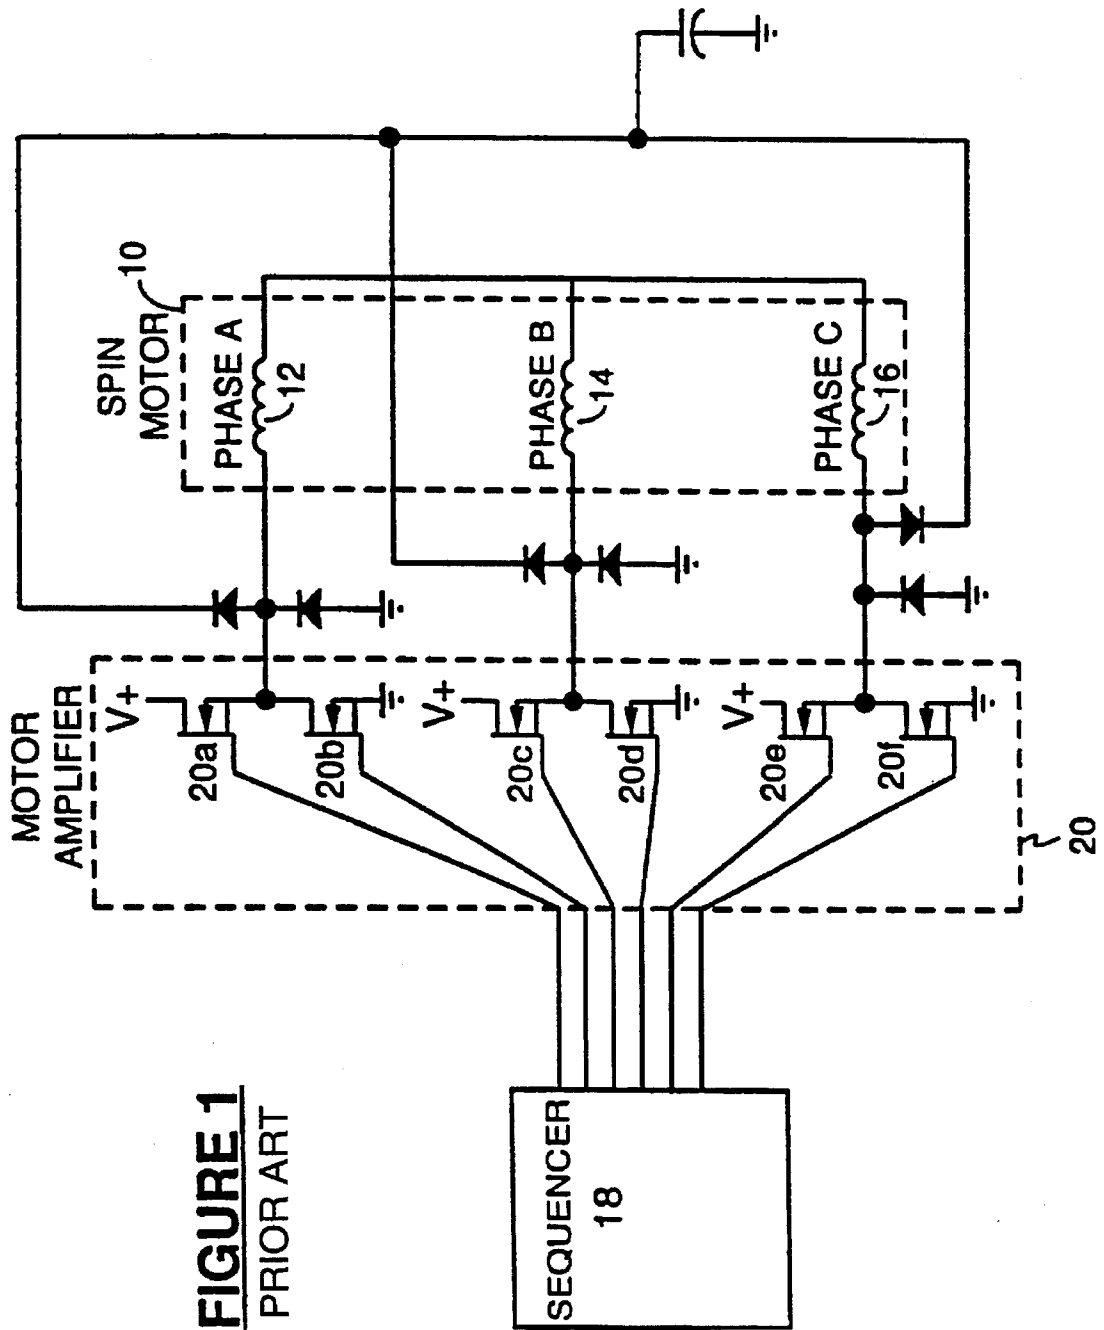 FIGURE 1
PRIOR ART
SEQUENCER
18
MOTOR
AMPLIFIER
V+
20a
20b
V+
20c
20d
V+
20e
20f
20
SPIN
MOTOR
10
PHASE A
12
PHASE B
14
PHASE C
16